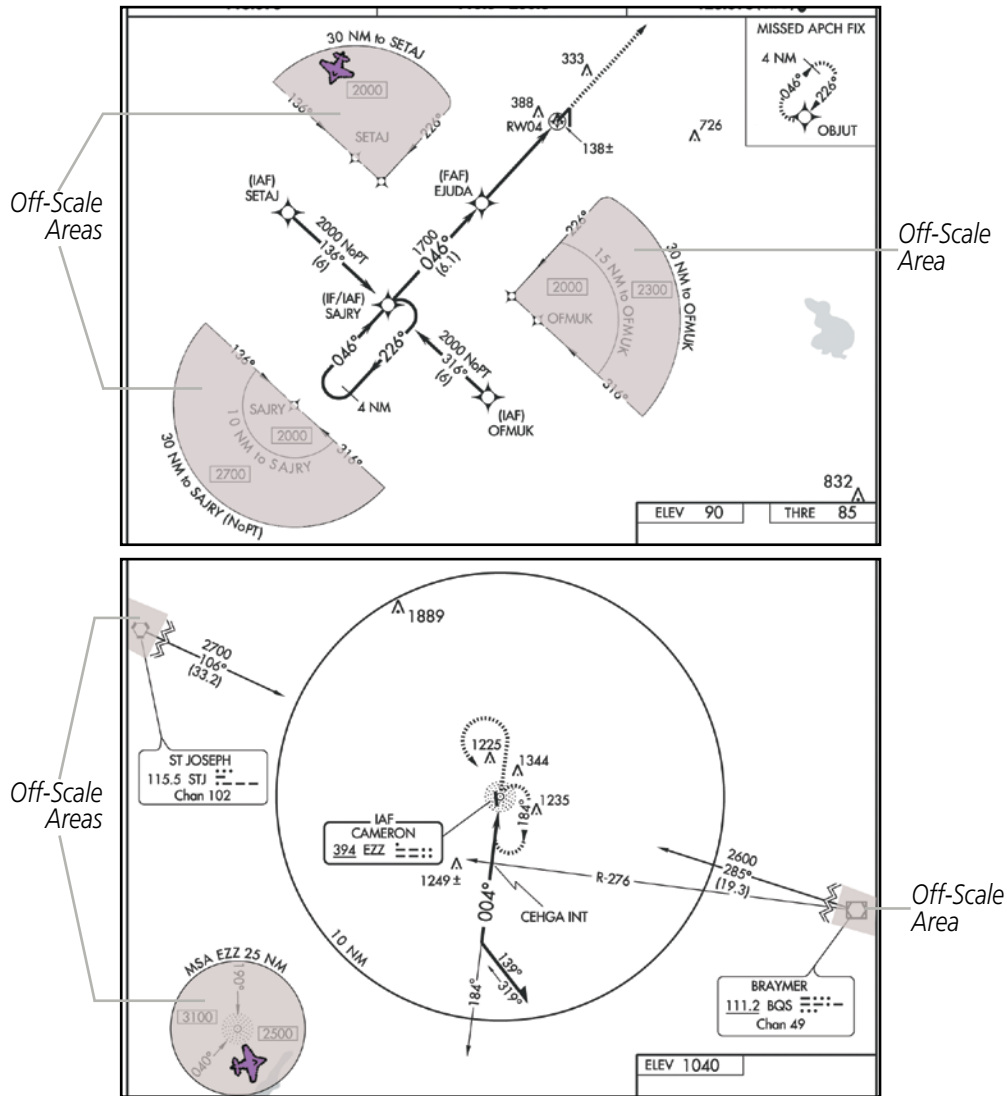 MISSED APCH FIX
4 NM
046°
226°
OBJUT
30 NM to SETAJ
2000
136°
226°
SETAJ
333
388
RW04
138±
726
(IAF)
SETAJ
2000 NoPT
136°
(6)
(FAF)
EJUDA
1700
046°
(6.1)
(IF/IAF)
SAJRY
046°
226°
4 NM
2000 NoPT
316°
(6)
(IAF)
OFMUK
226°
15 NM to OFMUK
30 NM to OFMUK
2000
2300
OFMUK
316°
136°
SAJRY
2000
10 NM to SAJRY
316°
2700
30 NM to SAJRY (NoPT)
832
ELEV 90
THRE 85
Off-Scale
Areas
Off-Scale
Area
1889
2700
106°
(33.2)
ST JOSEPH
115.5 STJ
Chan 102
1225
1344
1235
184°
IAF
CAMERON
394 EZZ
1249±
004°
CEHGA INT
R-276
2600
285°
(19.3)
10 NM
139°
319°
184°
BRAYMER
111.2 BQS
Chan 49
MSA EZZ 25 NM
190°
3100
2500
040°
ELEV 1040
Off-Scale
Areas
Off-Scale
Area